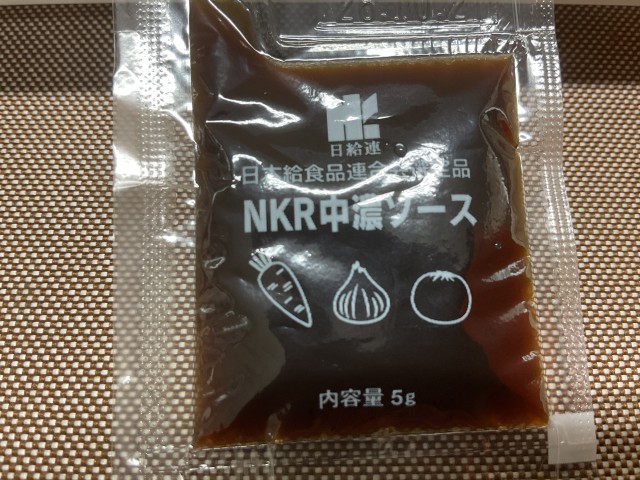 日給連
日本給食品連合
品
NKR中濃ソース
内容量 5g